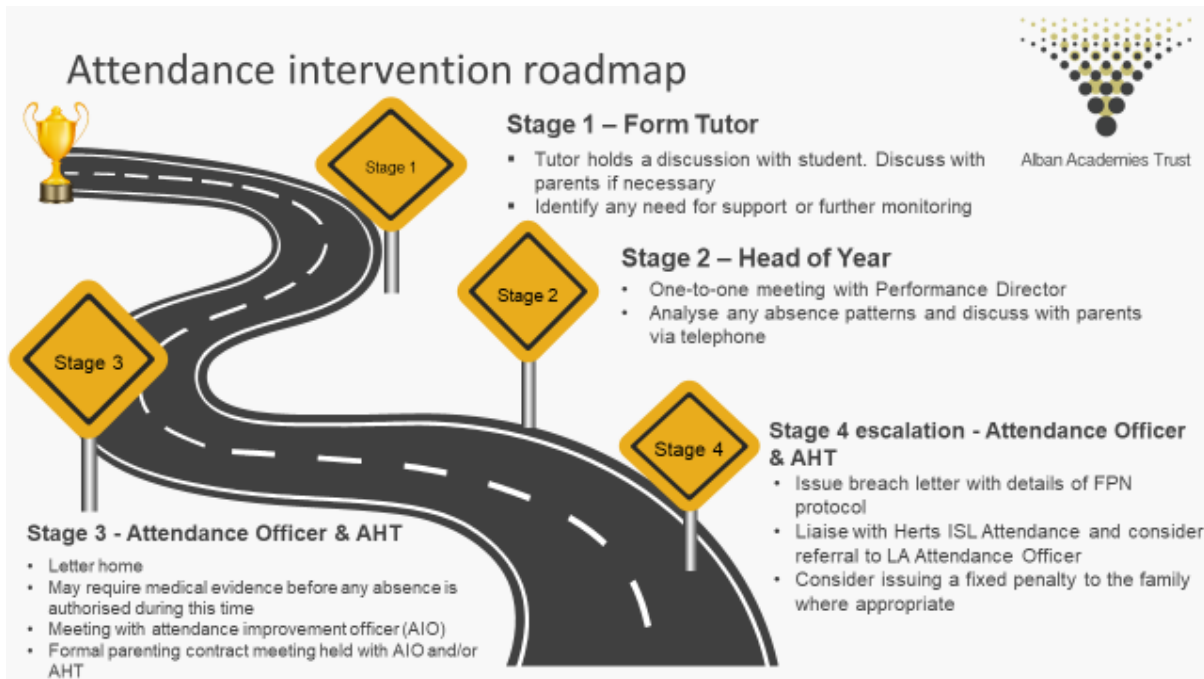 Attendance intervention roadmap
Alban Academies Trust
Stage 1
Stage 1 – Form Tutor
▪ Tutor holds a discussion with student. Discuss with
parents if necessary
▪ Identify any need for support or further monitoring
Stage 2
Stage 2 – Head of Year
• One-to-one meeting with Performance Director
• Analyse any absence patterns and discuss with parents
via telephone
Stage 3
Stage 3 - Attendance Officer & AHT
• Letter home
• May require medical evidence before any absence is
authorised during this time
• Meeting with attendance improvement officer (AIO)
• Formal parenting contract meeting held with AIO and/or
AHT
Stage 4
Stage 4 escalation - Attendance Officer
& AHT
• Issue breach letter with details of FPN
protocol
• Liaise with Herts ISL Attendance and consider
referral to LA Attendance Officer
• Consider issuing a fixed penalty to the family
where appropriate